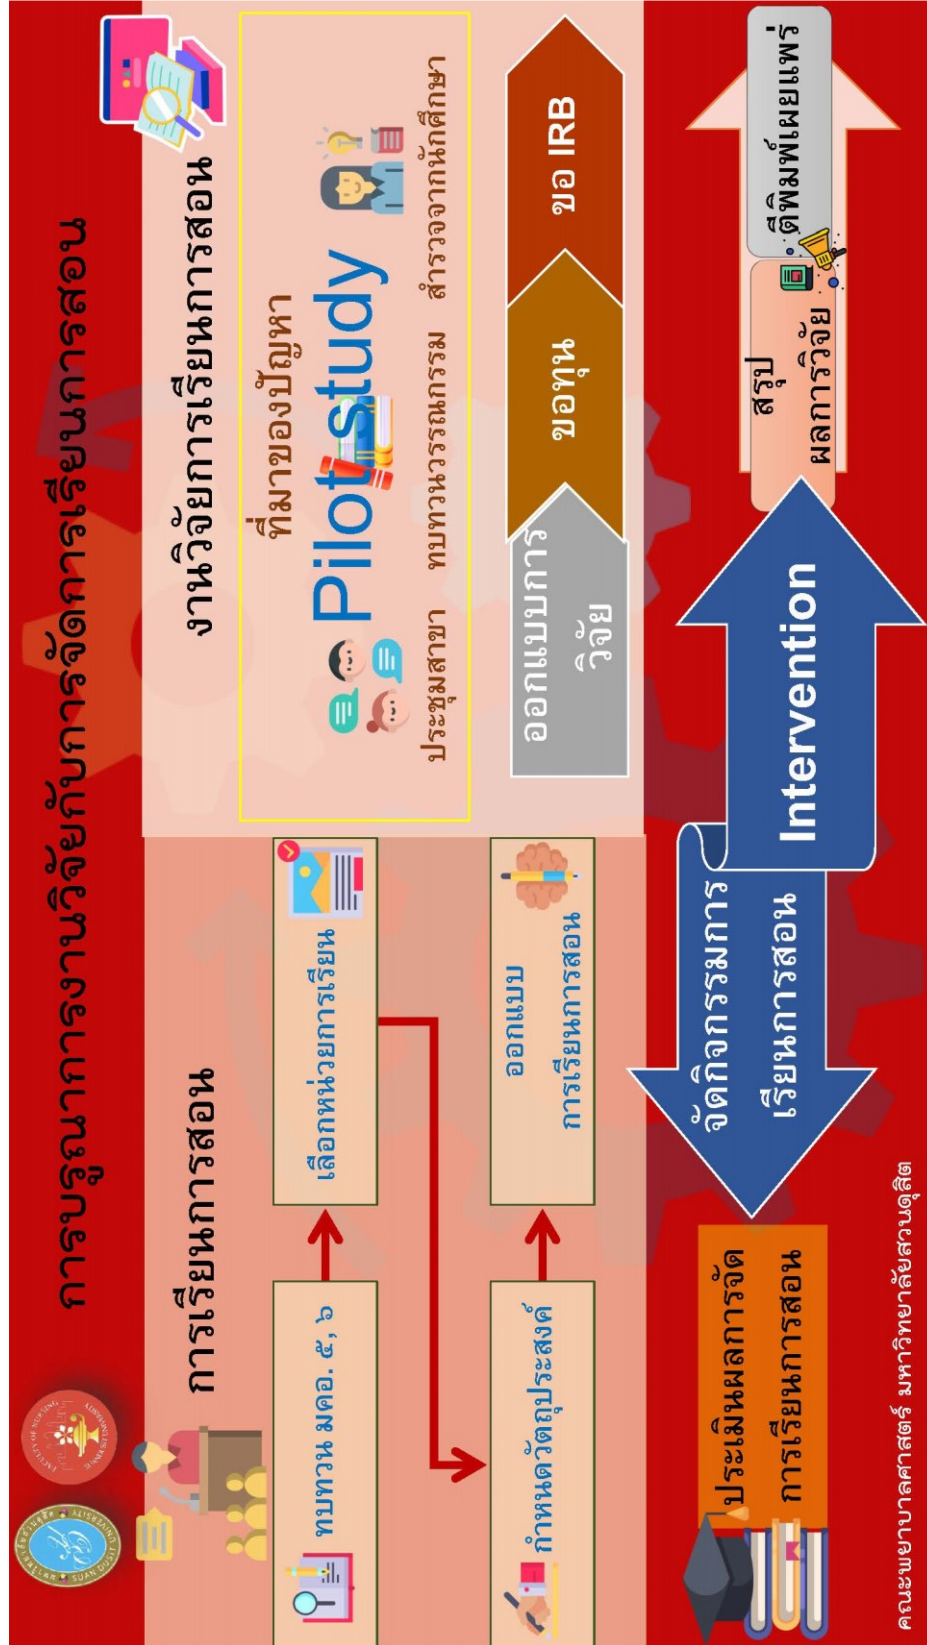 การบูรณาการงานวิจัยกับการจัดการเรียนการสอน
FACULTY OF NURSING
SUAN DUSIT UNIVERSITY
การเรียนการสอน
ทบทวน มคอ. ๕, ๖
เลือกหน่วยการเรียน
กำหนดวัตถุประสงค์
ออกแบบ
การเรียนการสอน
งานวิจัยการเรียนการสอน
ที่มาของปัญหา
Pilot study
ประชุมสาขา ทบทวนวรรณกรรม สำรวจจากนักศึกษา
ออกแบบการ
วิจัย
ขอทุน
ขอ IRB
ประเมินผลการจัด
การเรียนการสอน
จัดกิจกรรมการ
เรียนการสอน
Intervention
สรุป
ผลการวิจัย
ตีพิมพ์เผยแพร่
คณะพยาบาลศาสตร์ มหาวิทยาลัยสวนดุสิต